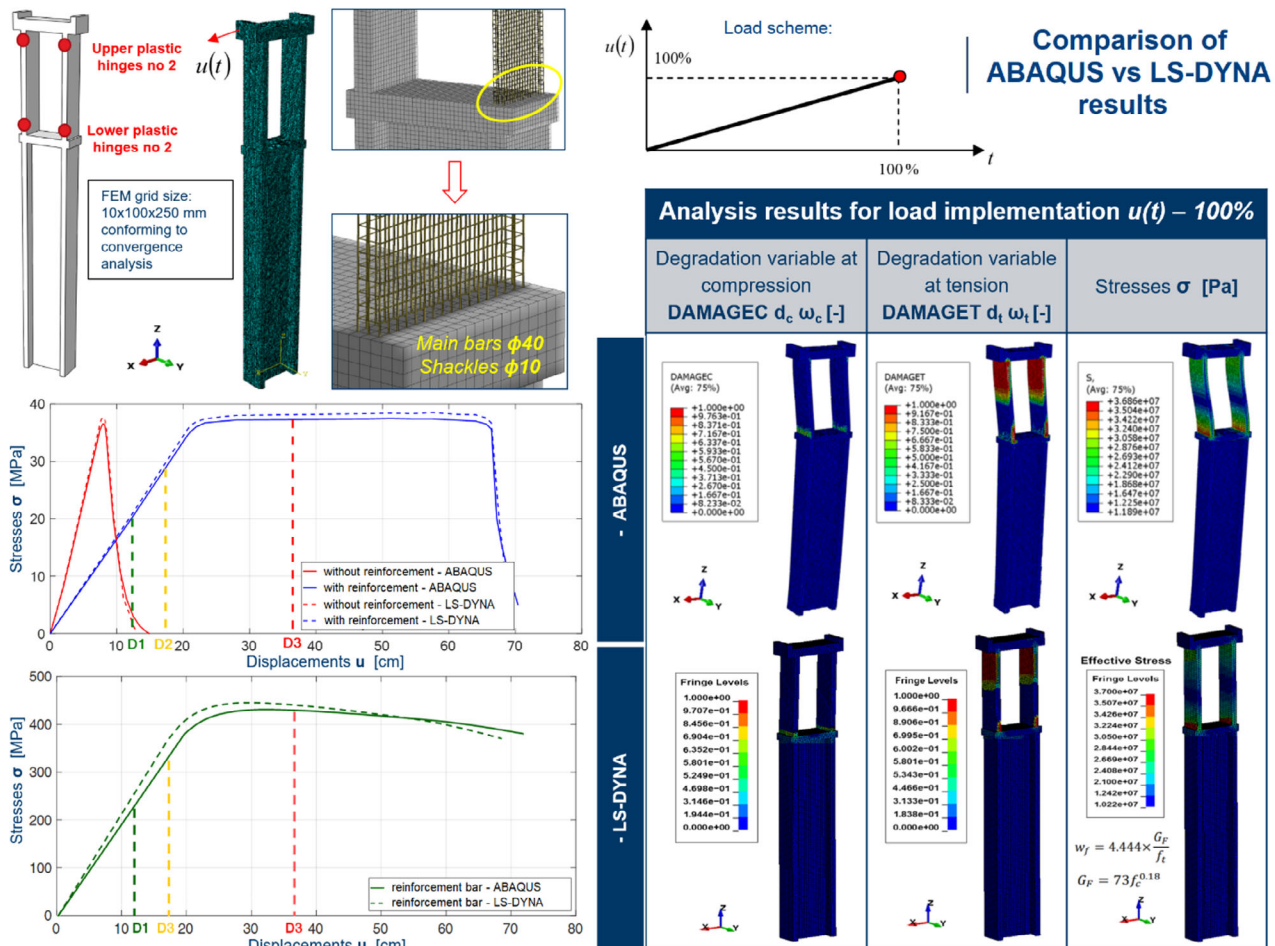 Upper plastic
hinges no 2
u(t)
Lower plastic
hinges no 2
FEM grid size:
10x100x250 mm
conforming to
convergence
analysis
Z
X
Y
Z
X
Y
Main bars ϕ40
Shackles ϕ10
Load scheme:
u(t)
100%
100%
t
Comparison of
ABAQUS vs LS-DYNA
results
Stresses σ [MPa]
40
30
20
10
0
0
10
D1
D2
20
30
D3
40
50
60
70
80
Displacements u [cm]
without reinforcement - ABAQUS
with reinforcement - ABAQUS
without reinforcement - LS-DYNA
with reinforcement - LS-DYNA
Stresses σ [MPa]
500
400
300
200
100
0
0
10
D1
D3
20
30
D3
40
50
60
70
80
Displacements u [cm]
reinforcement bar - ABAQUS
reinforcement bar - LS-DYNA
Analysis results for load implementation u(t) – 100%
Degradation variable at
compression
DAMAGEC dc ωc [-]
Degradation variable
at tension
DAMAGET dt ωt [-]
Stresses σ [Pa]
- ABAQUS
DAMAGEC
(Avg: 75%)
+1.000e+00
+9.763e-01
+8.371e-01
+7.167e-01
+6.337e-01
+5.933e-01
+5.670e-01
+4.500e-01
+3.713e-01
+2.670e-01
+1.667e-01
+8.233e-02
+0.000e+00
Z
X
Y
DAMAGET
(Avg: 75%)
+1.000e+00
+9.167e-01
+8.333e-01
+7.500e-01
+6.667e-01
+5.833e-01
+5.000e-01
+4.167e-01
+3.333e-01
+2.500e-01
+1.667e-01
+8.333e-02
+0.000e+00
Z
X
Y
S,
(Avg: 75%)
+3.686e+07
+3.504e+07
+3.422e+07
+3.240e+07
+3.058e+07
+2.876e+07
+2.693e+07
+2.412e+07
+2.290e+07
+1.868e+07
+1.647e+07
+1.225e+07
+1.189e+07
Z
X
Y
- LS-DYNA
Fringe Levels
1.000e+00
9.707e-01
8.456e-01
6.904e-01
6.352e-01
5.801e-01
5.249e-01
4.698e-01
3.146e-01
1.944e-01
0.000e+00
Z
X
Y
Fringe Levels
1.000e+00
9.666e-01
8.906e-01
6.995e-01
6.002e-01
5.801e-01
5.343e-01
4.466e-01
3.133e-01
1.838e-01
0.000e+00
Z
X
Y
Effective Stress
Fringe Levels
3.700e+07
3.507e+07
3.426e+07
3.224e+07
3.050e+07
2.844e+07
2.669e+07
2.408e+07
2.100e+07
1.242e+07
1.022e+07
wf = 4.444× GF/ft
GF = 73fc^0.18
Z
X
Y